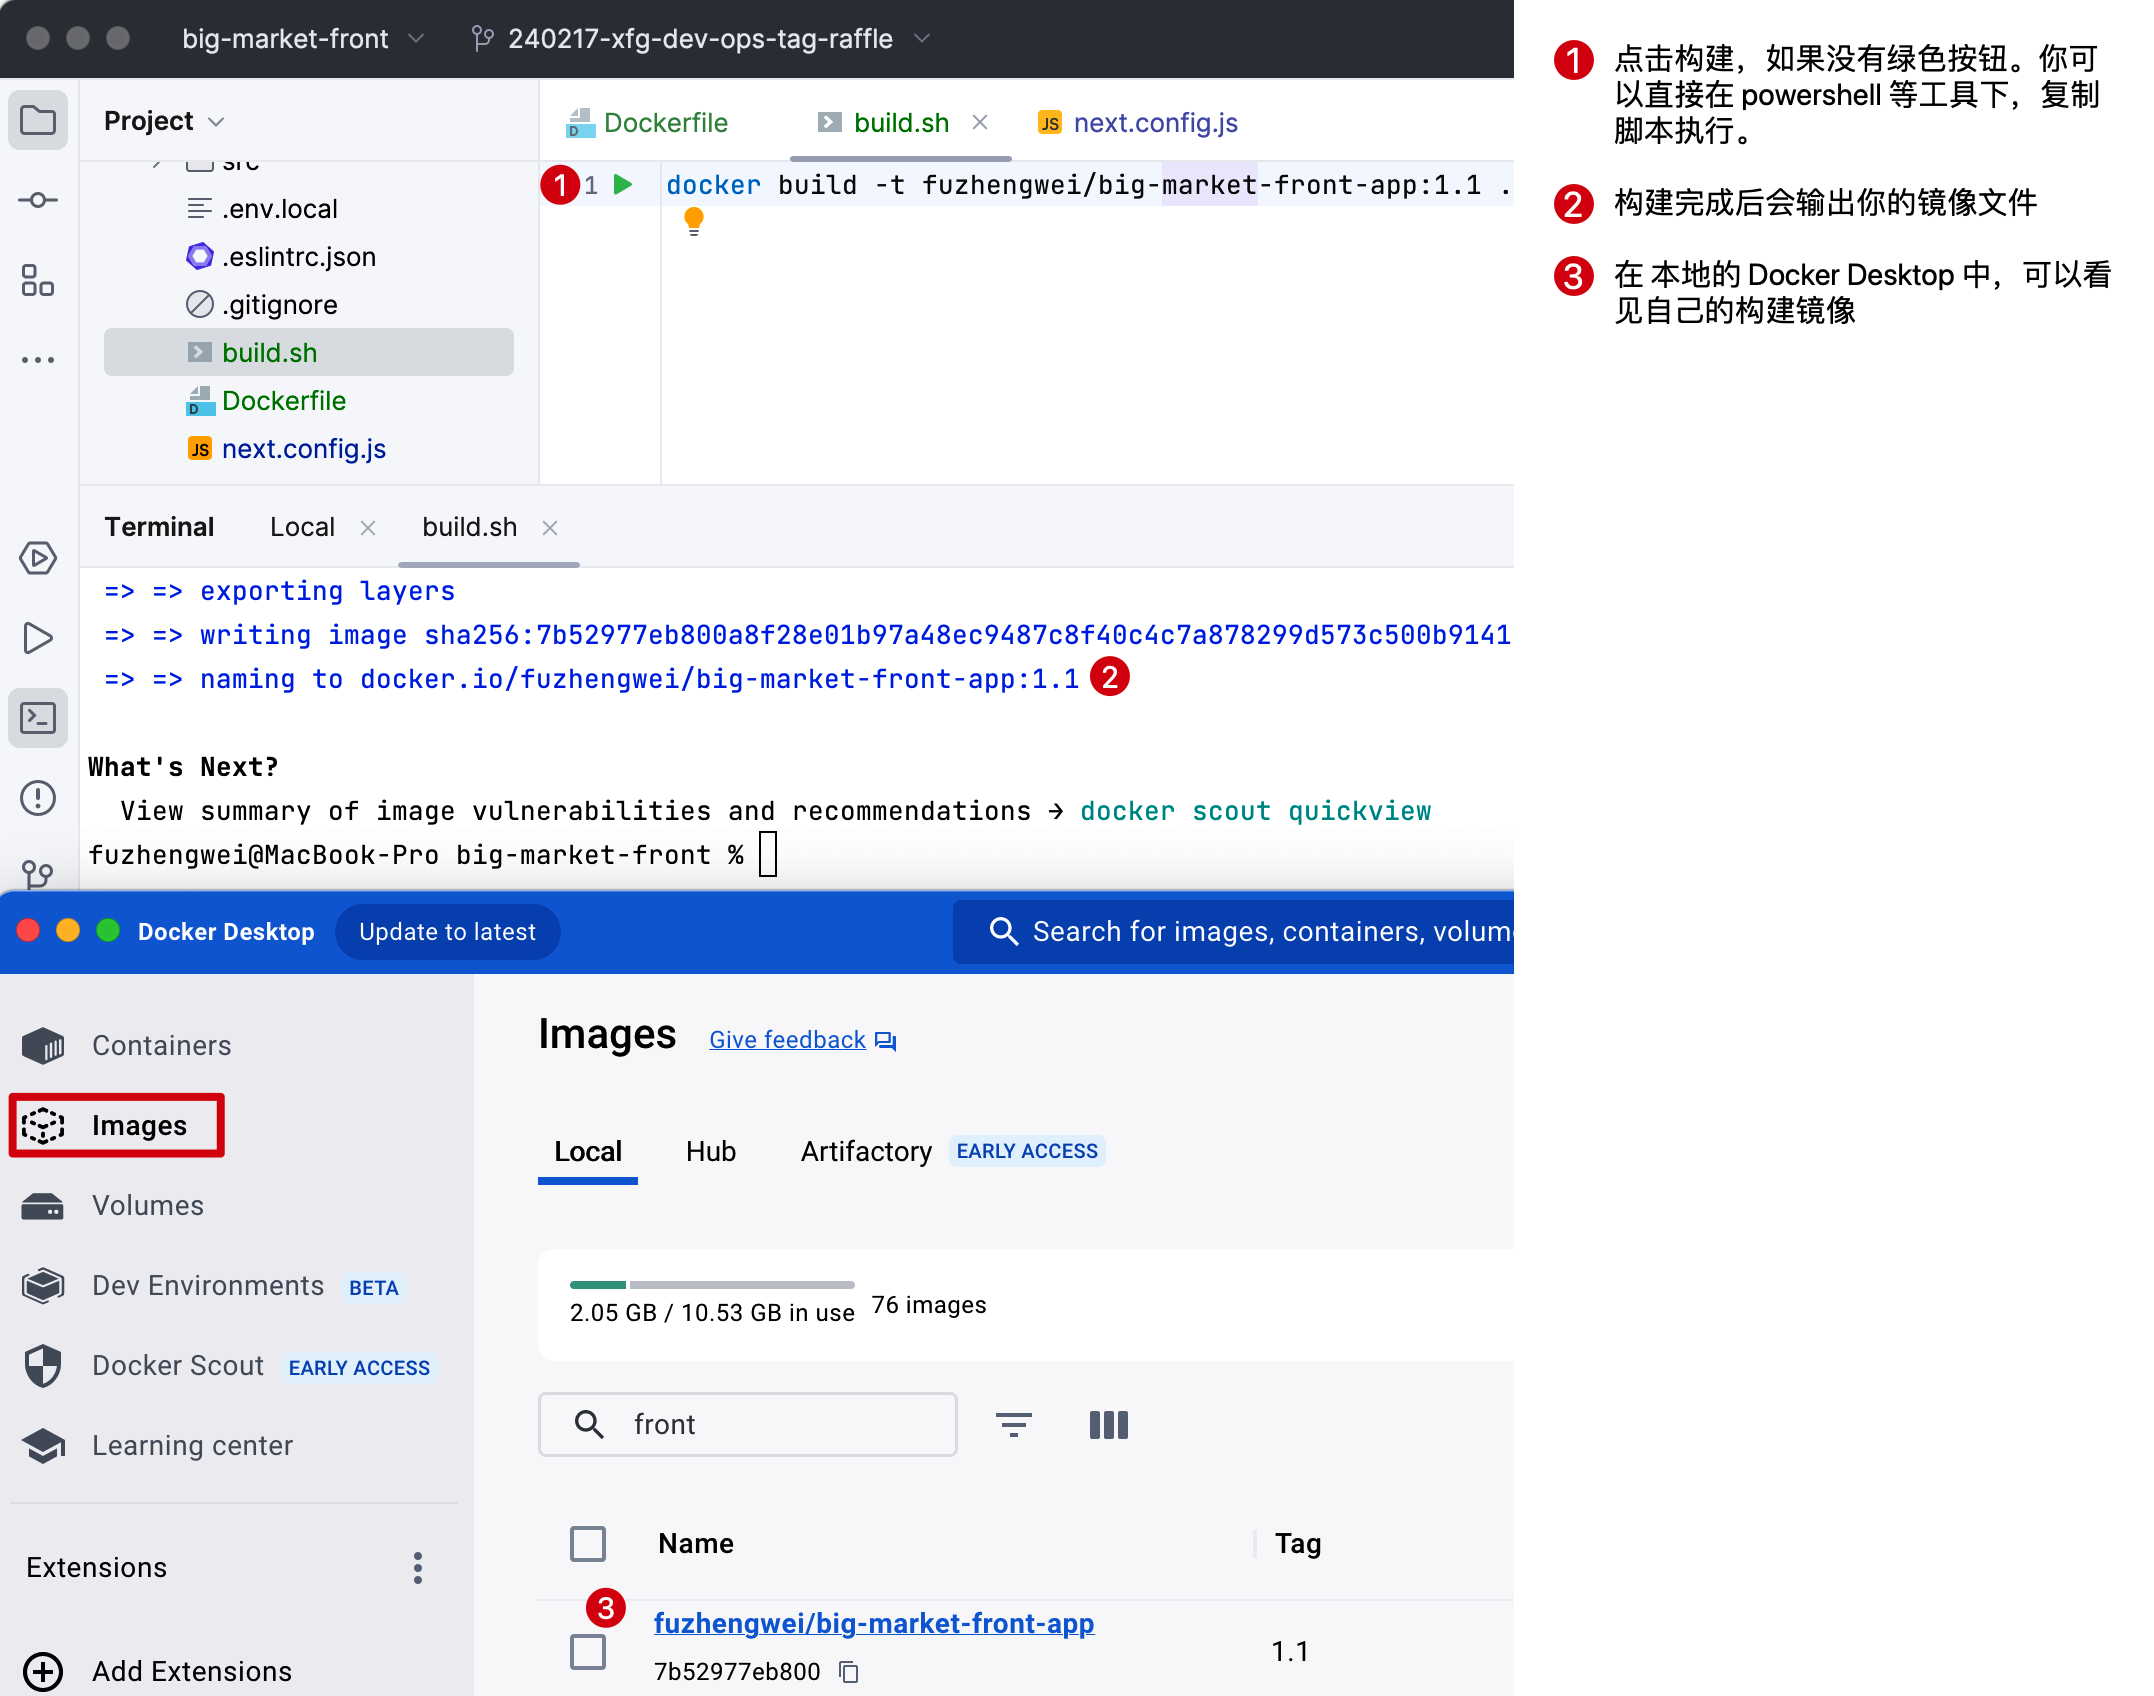 big-market-front
240217-xfg-dev-ops-tag-raffle
Project
src
.env.local
.eslintrc.json
.gitignore
build.sh
Dockerfile
next.config.js
Dockerfile
build.sh
next.config.js
1
1
docker build -t fuzhengwei/big-market-front-app:1.1 .
Terminal
Local
build.sh
=> => exporting layers
=> => writing image sha256:7b52977eb800a8f28e01b97a48ec9487c8f40c4c7a878299d573c500b9141
=> => naming to docker.io/fuzhengwei/big-market-front-app:1.1
2
What's Next?
View summary of image vulnerabilities and recommendations → docker scout quickview
fuzhengwei@MacBook-Pro big-market-front %
Docker Desktop
Update to latest
Search for images, containers, volum
Containers
Images
Volumes
Dev Environments BETA
Docker Scout EARLY ACCESS
Learning center
Extensions
Add Extensions
Images
Give feedback
Local
Hub
Artifactory
EARLY ACCESS
2.05 GB / 10.53 GB in use
76 images
front
Name
Tag
3
fuzhengwei/big-market-front-app
7b52977eb800
1.1
1 点击构建，如果没有绿色按钮。你可
以直接在 powershell 等工具下，复制
脚本执行。
2 构建完成后会输出你的镜像文件
3 在 本地的 Docker Desktop 中，可以看
见自己的构建镜像